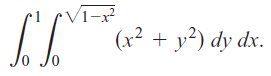 ∫₀¹ ∫₀^√(1−x²) (x² + y²) dy dx.